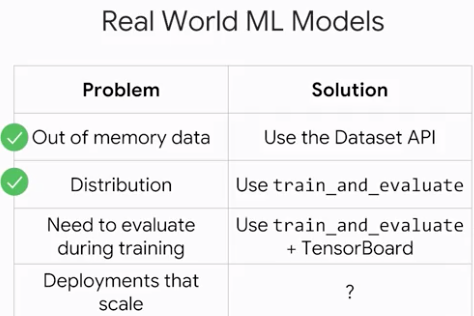 Real World ML Models
Problem Solution
Out of memory data Use the Dataset API
Distribution Use train_and_evaluate
Need to evaluate Use train_and_evaluate
during training + TensorBoard
Deployments that
scale ?